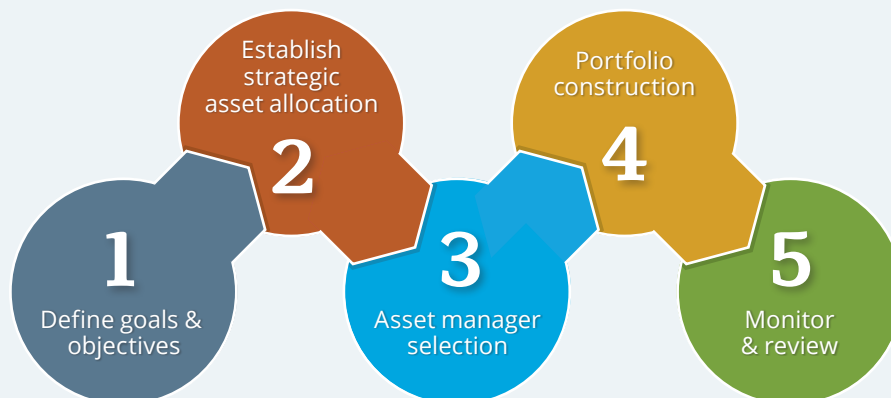 1
Define goals &
objectives
Establish
strategic
asset allocation
2
3
Asset manager
selection
Portfolio
construction
4
5
Monitor
& review